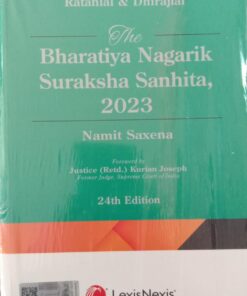 Ratanlal & Dhirajlal
The
Bharatiya Nagarik
Suraksha Sanhita,
2023
Namit Saxena
Foreword by
Justice (Retd.) Kurian Joseph
Former Judge, Supreme Court of India
24th Edition
LexisNexis